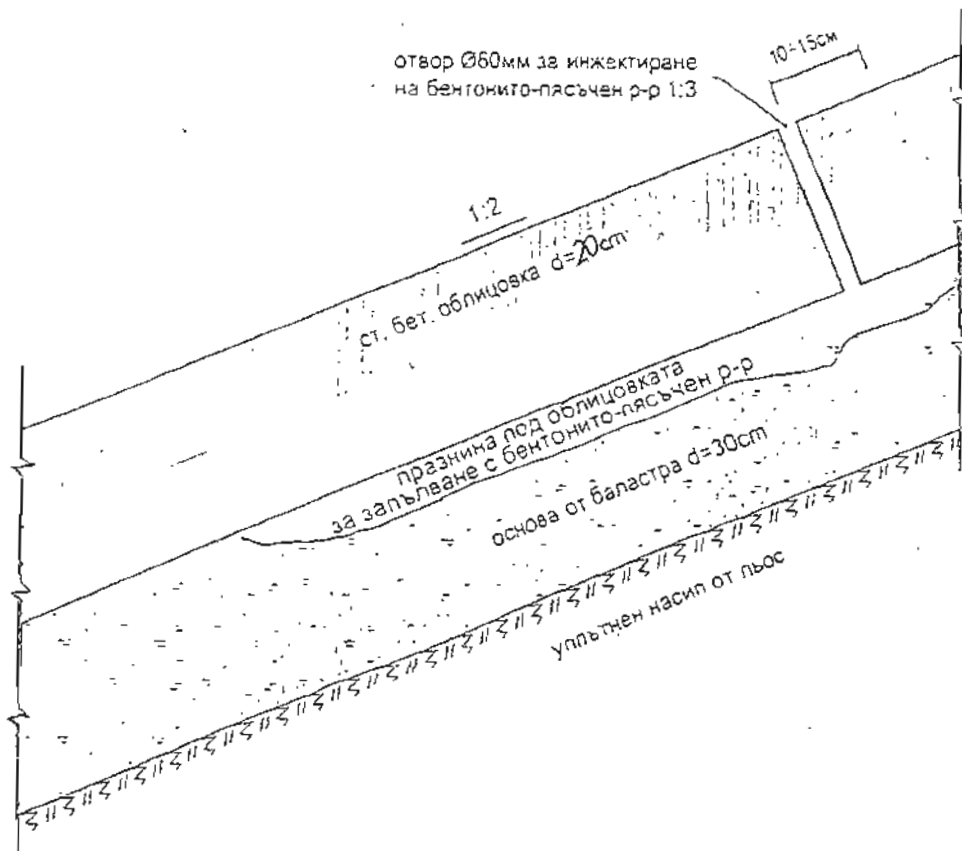 отвор Ø60мм за инжектиране
на бентонито-пясъчен р-р 1:3
10÷15см
1:2
ст. бет. облицовка d=20cm
празнина под облицовката
за запълване с бентонито-пясъчен р-р
основа от баластра d=30cm
уплътнен насип от льос